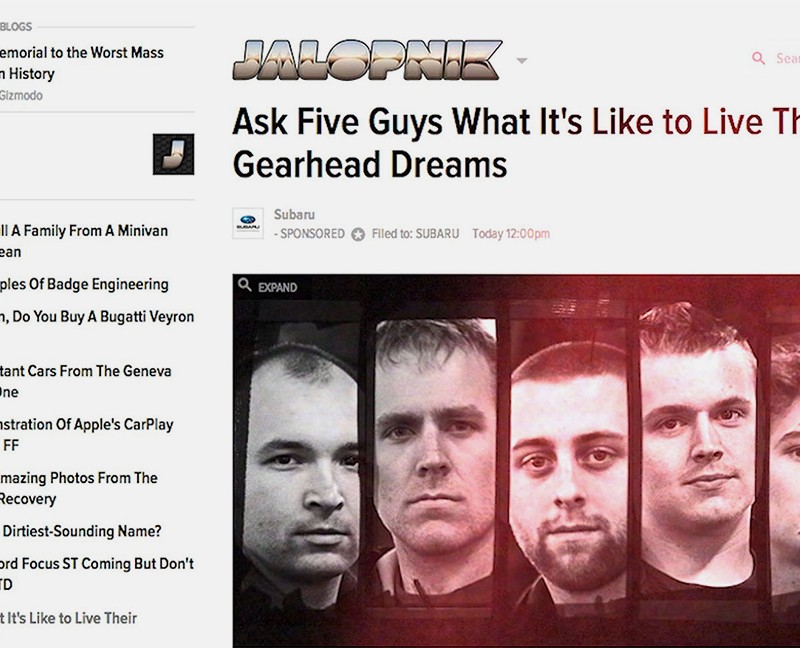 BLOGS
emorial to the Worst Mass
n History
Gizmodo
ll A Family From A Minivan
ean
ples Of Badge Engineering
n, Do You Buy A Bugatti Veyron
tant Cars From The Geneva
One
nstration Of Apple's CarPlay
FF
mazing Photos From The
Recovery
Dirtiest-Sounding Name?
ord Focus ST Coming But Don't
TD
t It's Like to Live Their
JALOPNIK
Sear
Ask Five Guys What It's Like to Live Th
Gearhead Dreams
SUBARU
Subaru
- SPONSORED Filed to: SUBARU Today 12:00pm
EXPAND